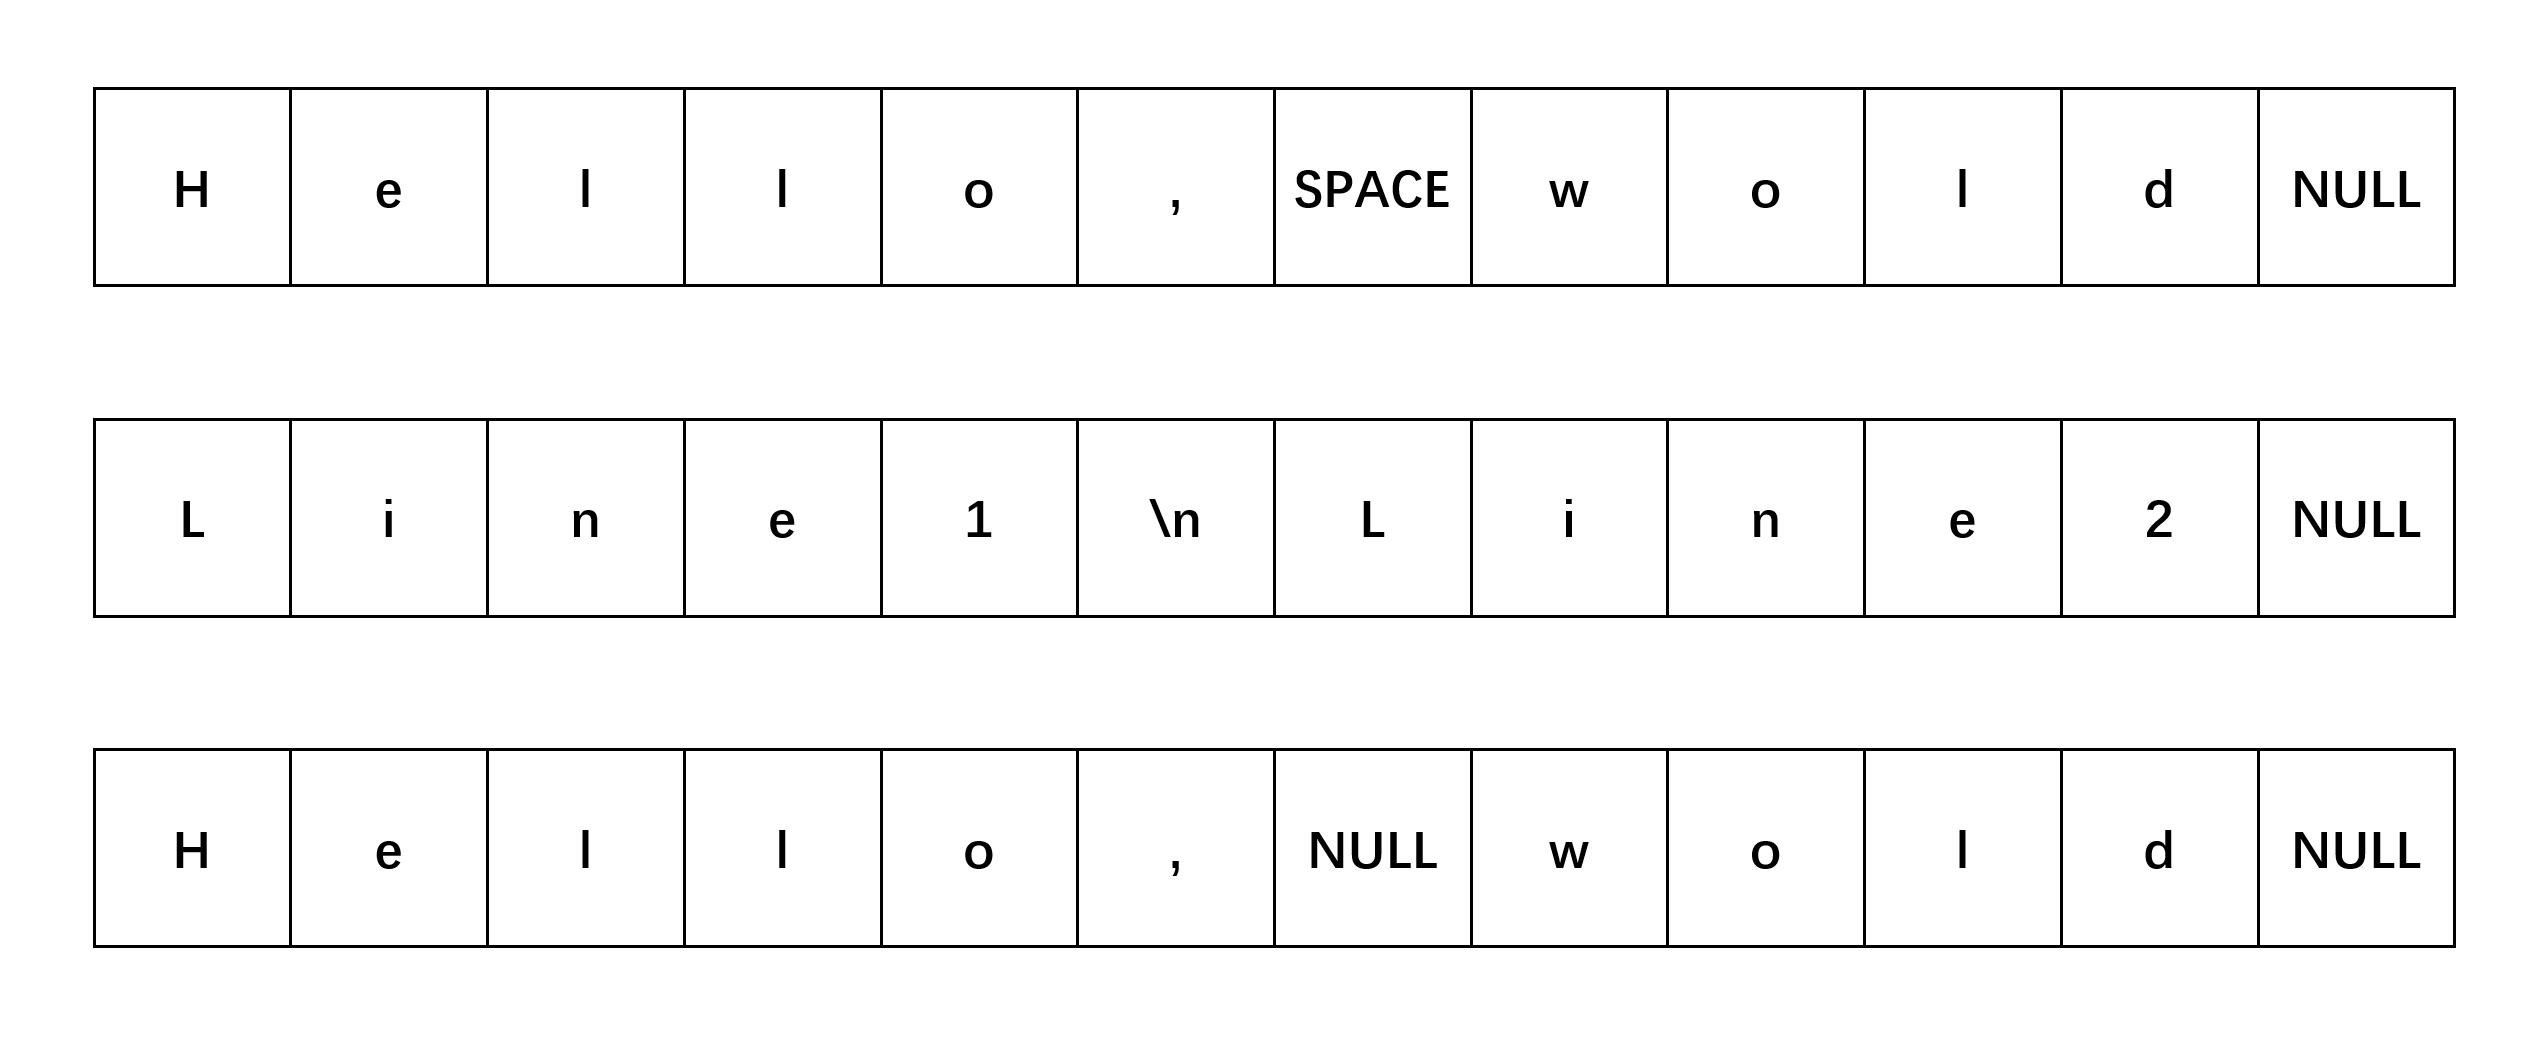 H e l l o , SPACE w o l d NULL
L i n e 1 \n L i n e 2 NULL
H e l l o , NULL w o l d NULL